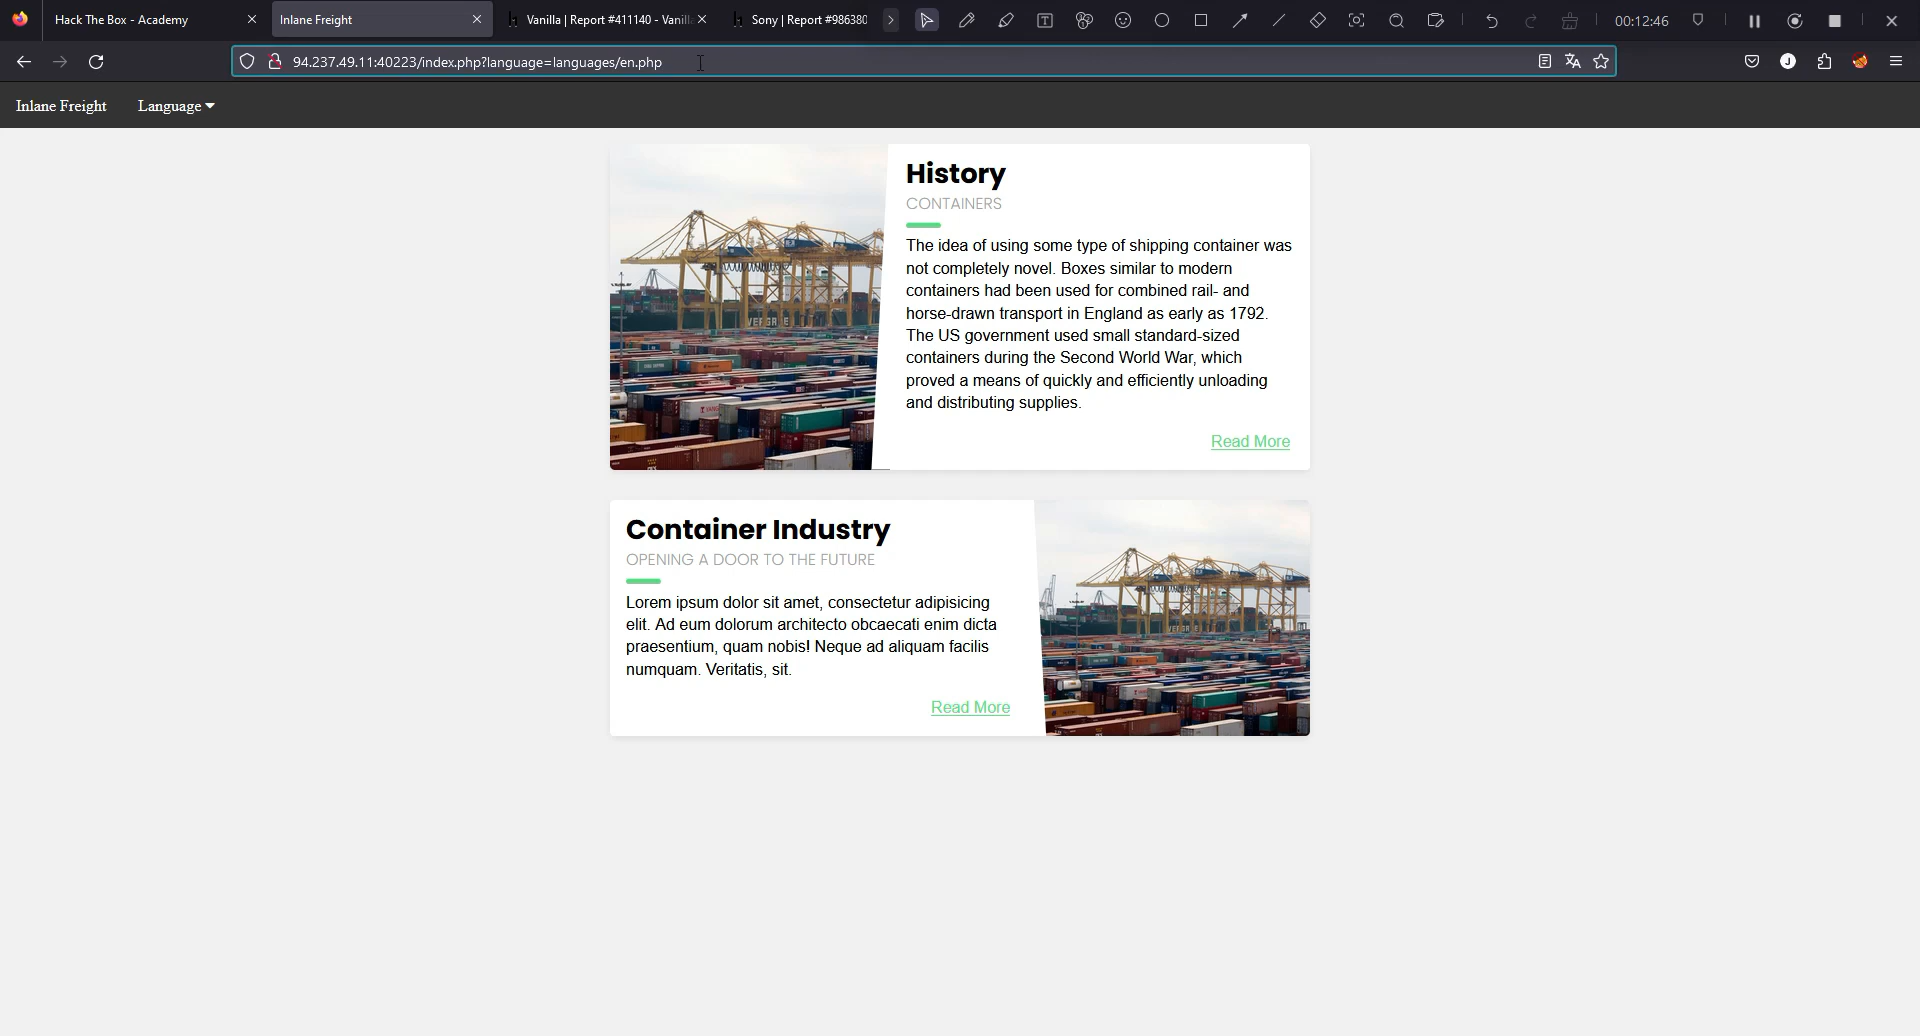 Hack The Box - Academy
Inlane Freight
Vanilla | Report #411140 - Vanill
Sony | Report #986380
00:12:46
94.237.49.11:40223/index.php?language=languages/en.php
J
Inlane Freight
Language
History
CONTAINERS
The idea of using some type of shipping container was
not completely novel. Boxes similar to modern
containers had been used for combined rail- and
horse-drawn transport in England as early as 1792.
The US government used small standard-sized
containers during the Second World War, which
proved a means of quickly and efficiently unloading
and distributing supplies.
Read More
Container Industry
OPENING A DOOR TO THE FUTURE
Lorem ipsum dolor sit amet, consectetur adipisicing
elit. Ad eum dolorum architecto obcaecati enim dicta
praesentium, quam nobis! Neque ad aliquam facilis
numquam. Veritatis, sit.
Read More